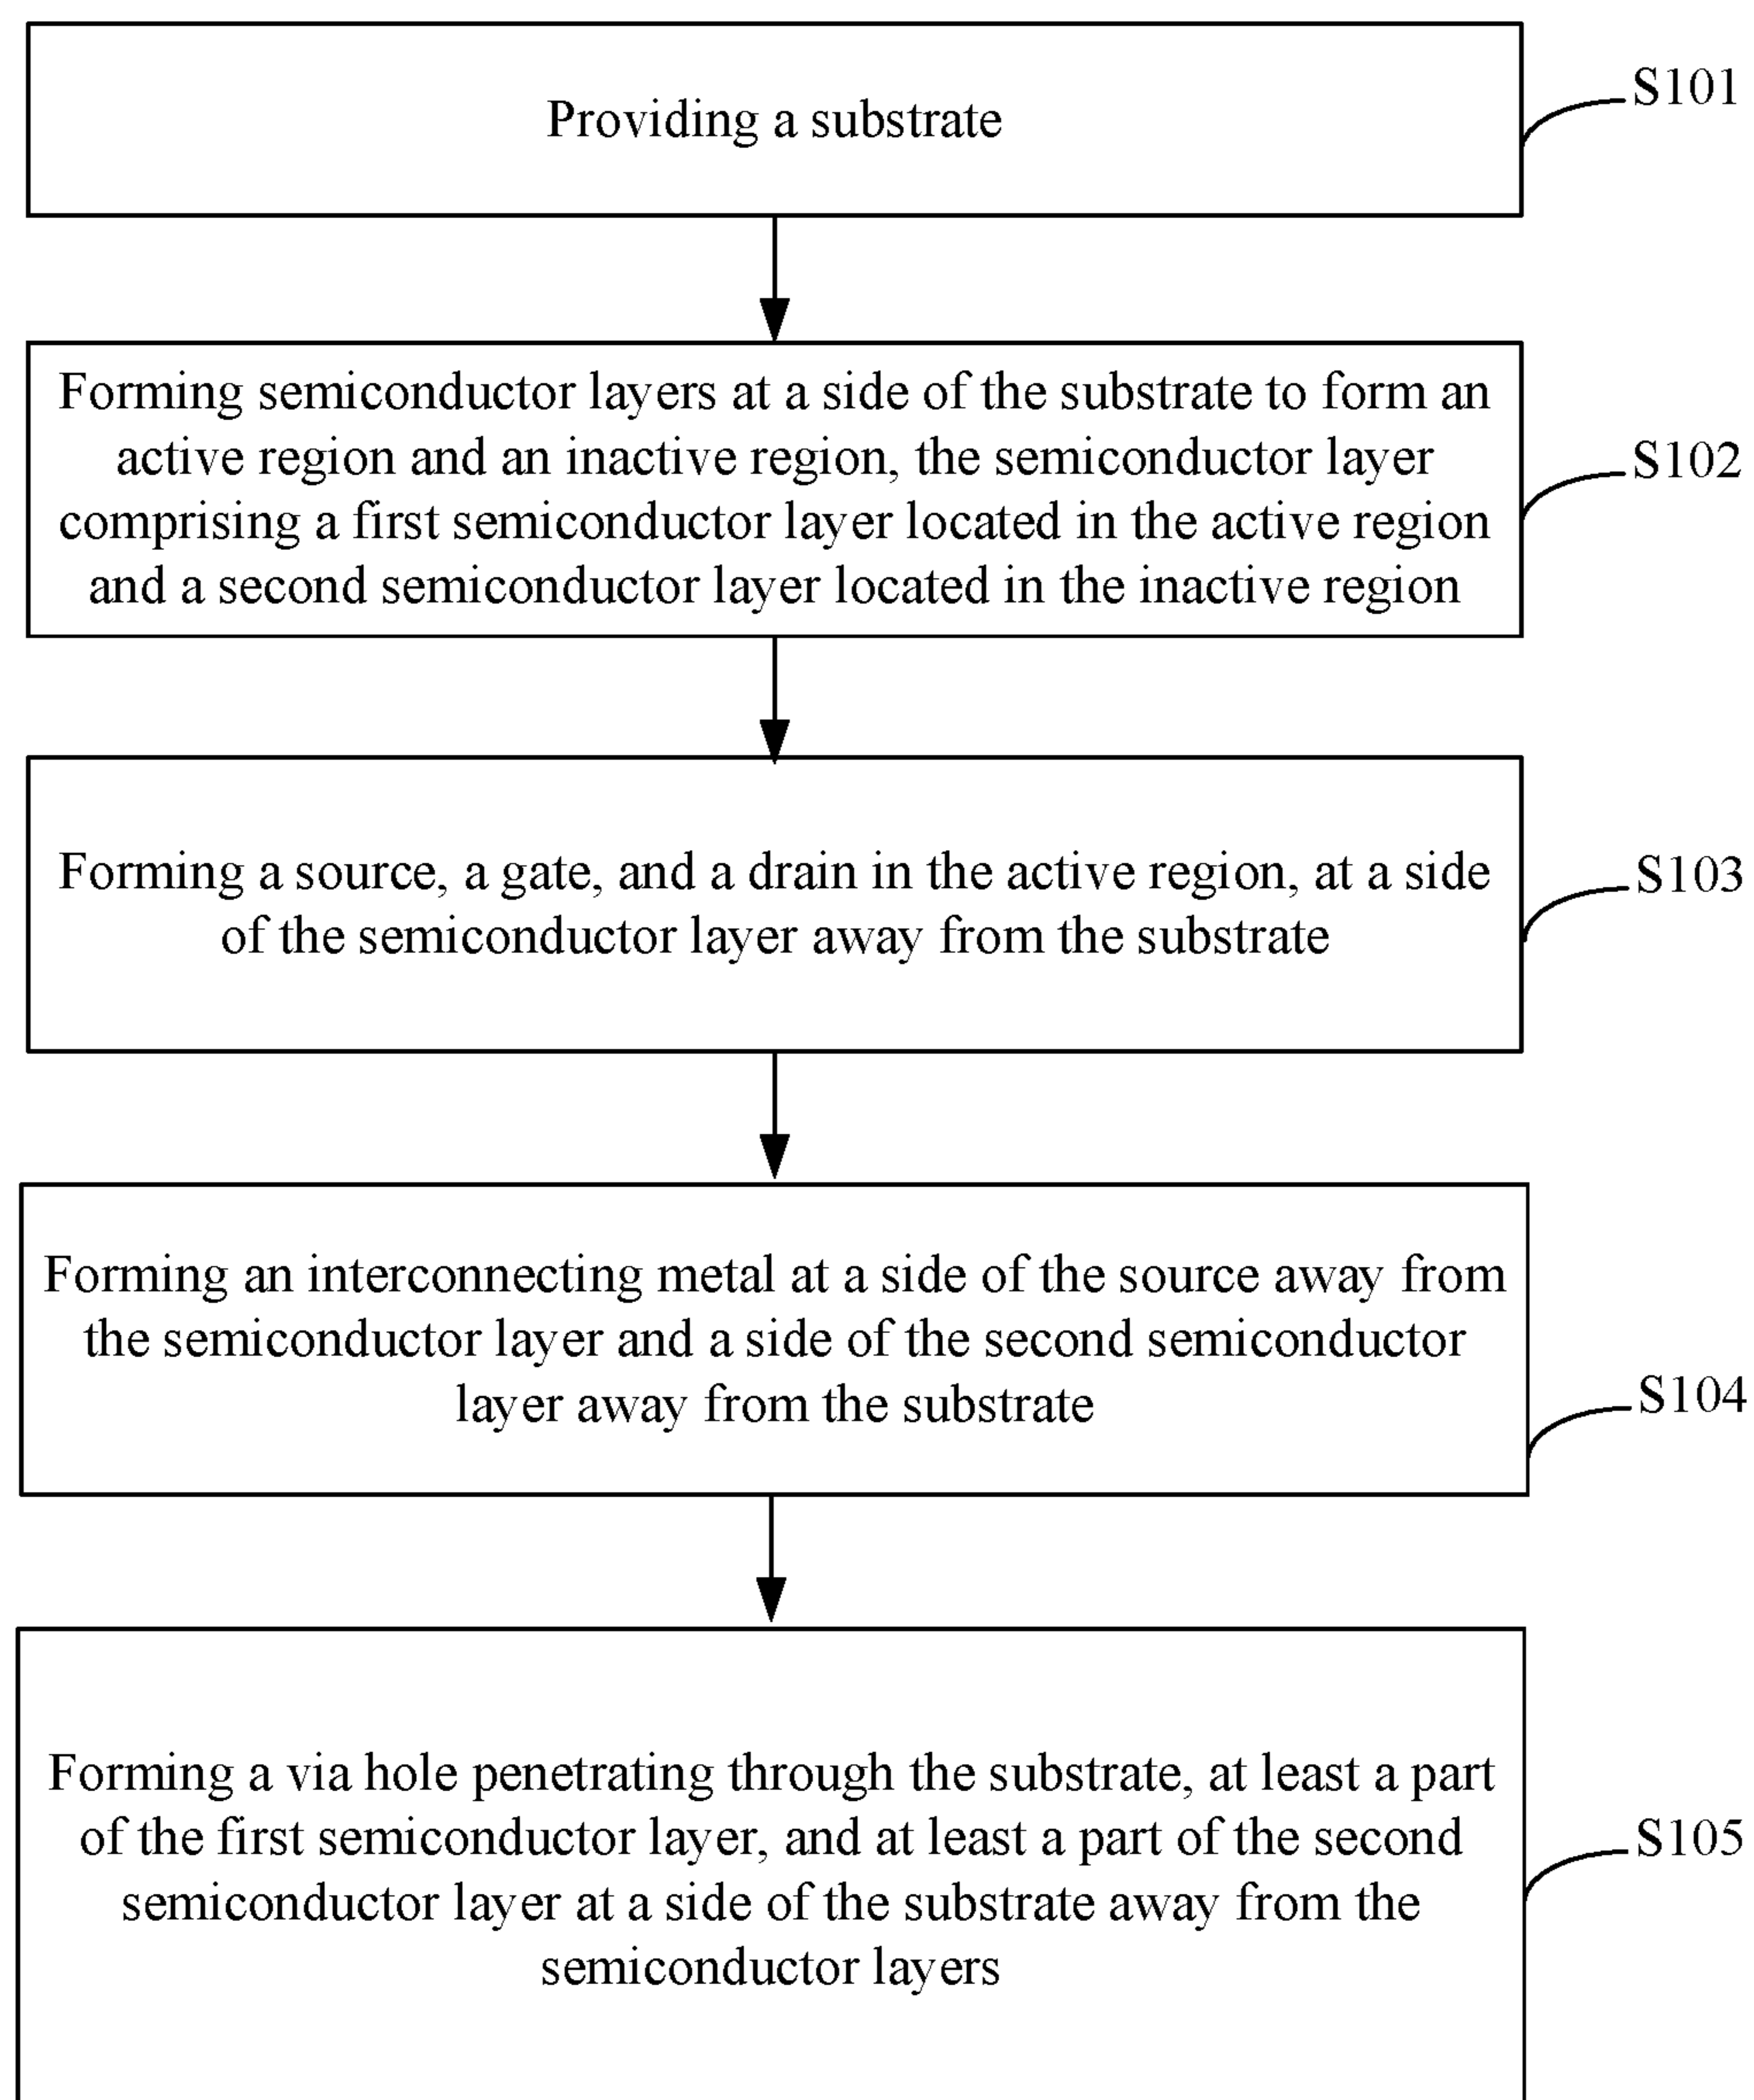 Providing a substrate
S101
Forming semiconductor layers at a side of the substrate to form an
active region and an inactive region, the semiconductor layer
comprising a first semiconductor layer located in the active region
and a second semiconductor layer located in the inactive region
S102
Forming a source, a gate, and a drain in the active region, at a side
of the semiconductor layer away from the substrate
S103
Forming an interconnecting metal at a side of the source away from
the semiconductor layer and a side of the second semiconductor
layer away from the substrate
S104
Forming a via hole penetrating through the substrate, at least a part
of the first semiconductor layer, and at least a part of the second
semiconductor layer at a side of the substrate away from the
semiconductor layers
S105